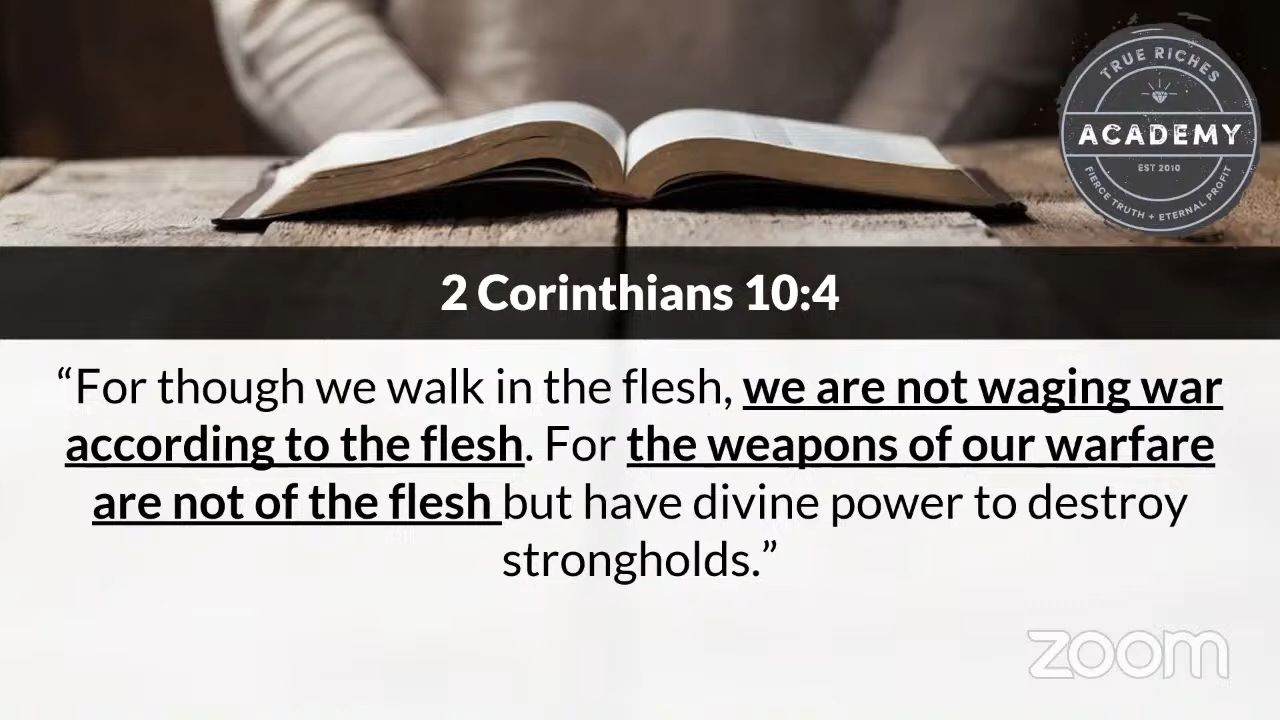 TRUE RICHES
ACADEMY
EST 2010
FIERCE TRUTH + ETERNAL PROFIT
2 Corinthians 10:4
“For though we walk in the flesh, we are not waging war
according to the flesh. For the weapons of our warfare
are not of the flesh but have divine power to destroy
strongholds.”
zoom